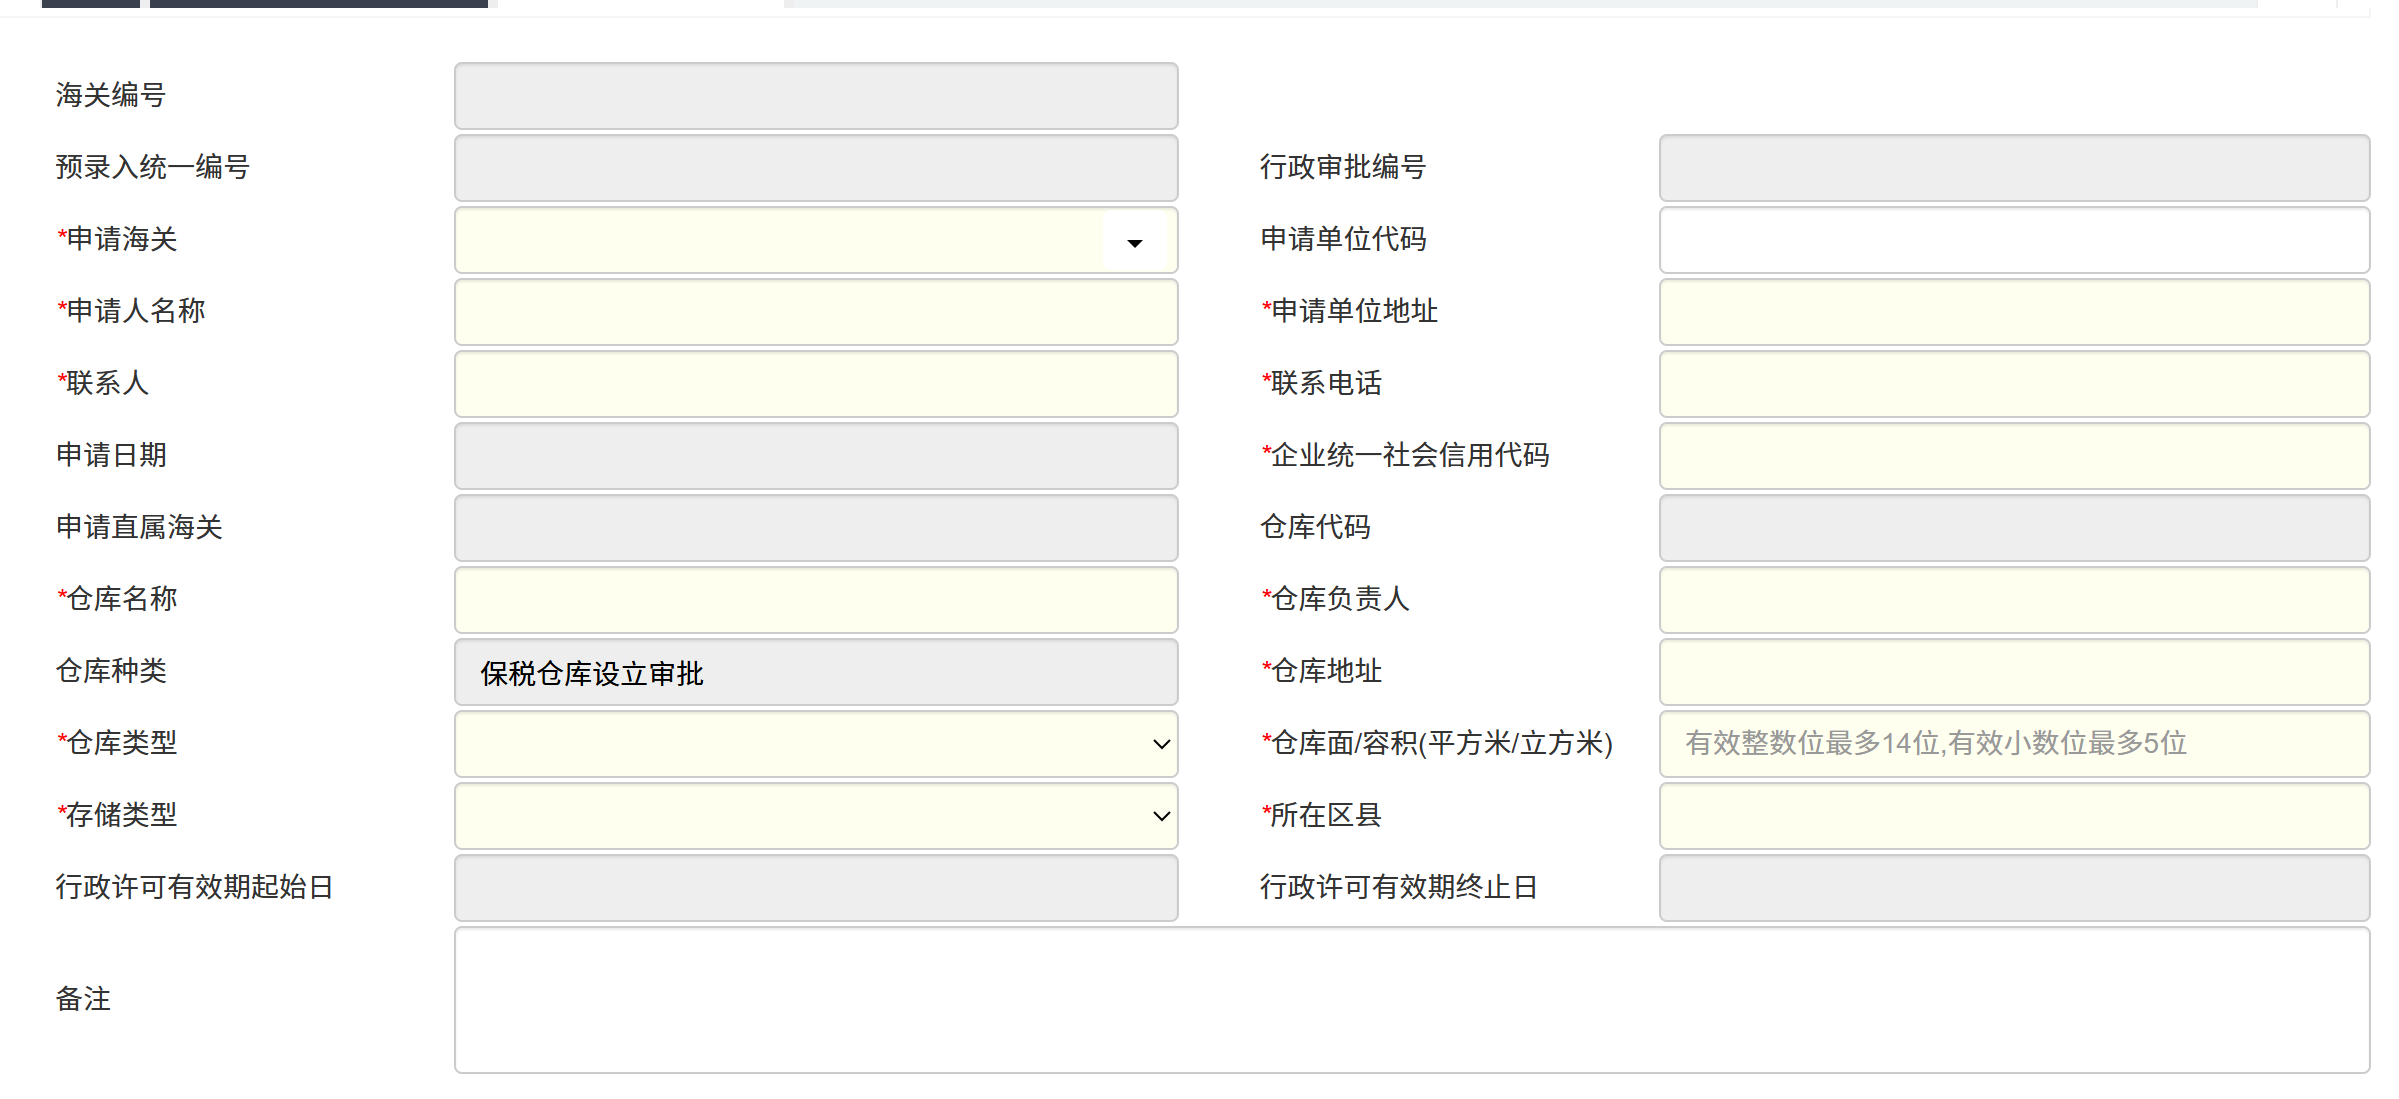 海关编号
预录入统一编号 行政审批编号
*申请海关 申请单位代码
*申请人名称 *申请单位地址
*联系人 *联系电话
申请日期 *企业统一社会信用代码
申请直属海关 仓库代码
*仓库名称 *仓库负责人
仓库种类 保税仓库设立审批 *仓库地址
*仓库类型 *仓库面/容积(平方米/立方米) 有效整数位最多14位,有效小数位最多5位
*存储类型 *所在区县
行政许可有效期起始日 行政许可有效期终止日
备注